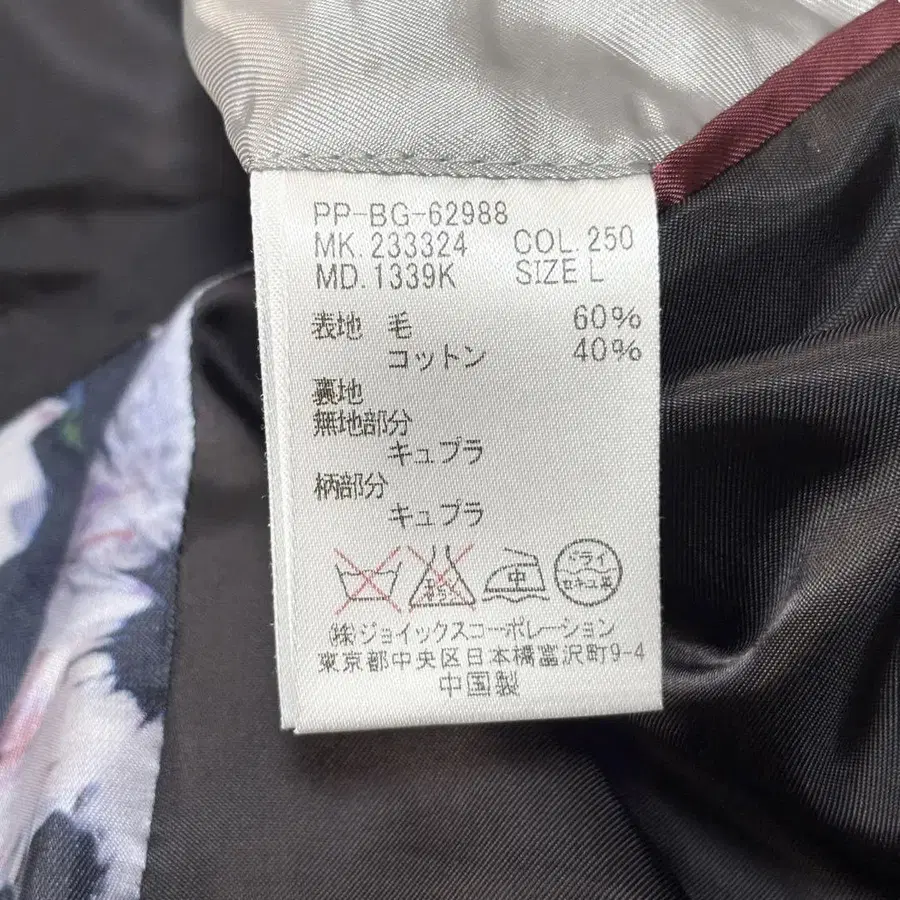 PP-BG-62988
MK. 233324 COL. 250
MD. 1339K SIZE L
表地 毛 60%
コットン 40%
裏地
無地部分
キュプラ
柄部分
キュプラ
中
ドライ
セキユ系
㈱ジョイックスコーポレーション
東京都中央区日本橋富沢町9-4
中国製